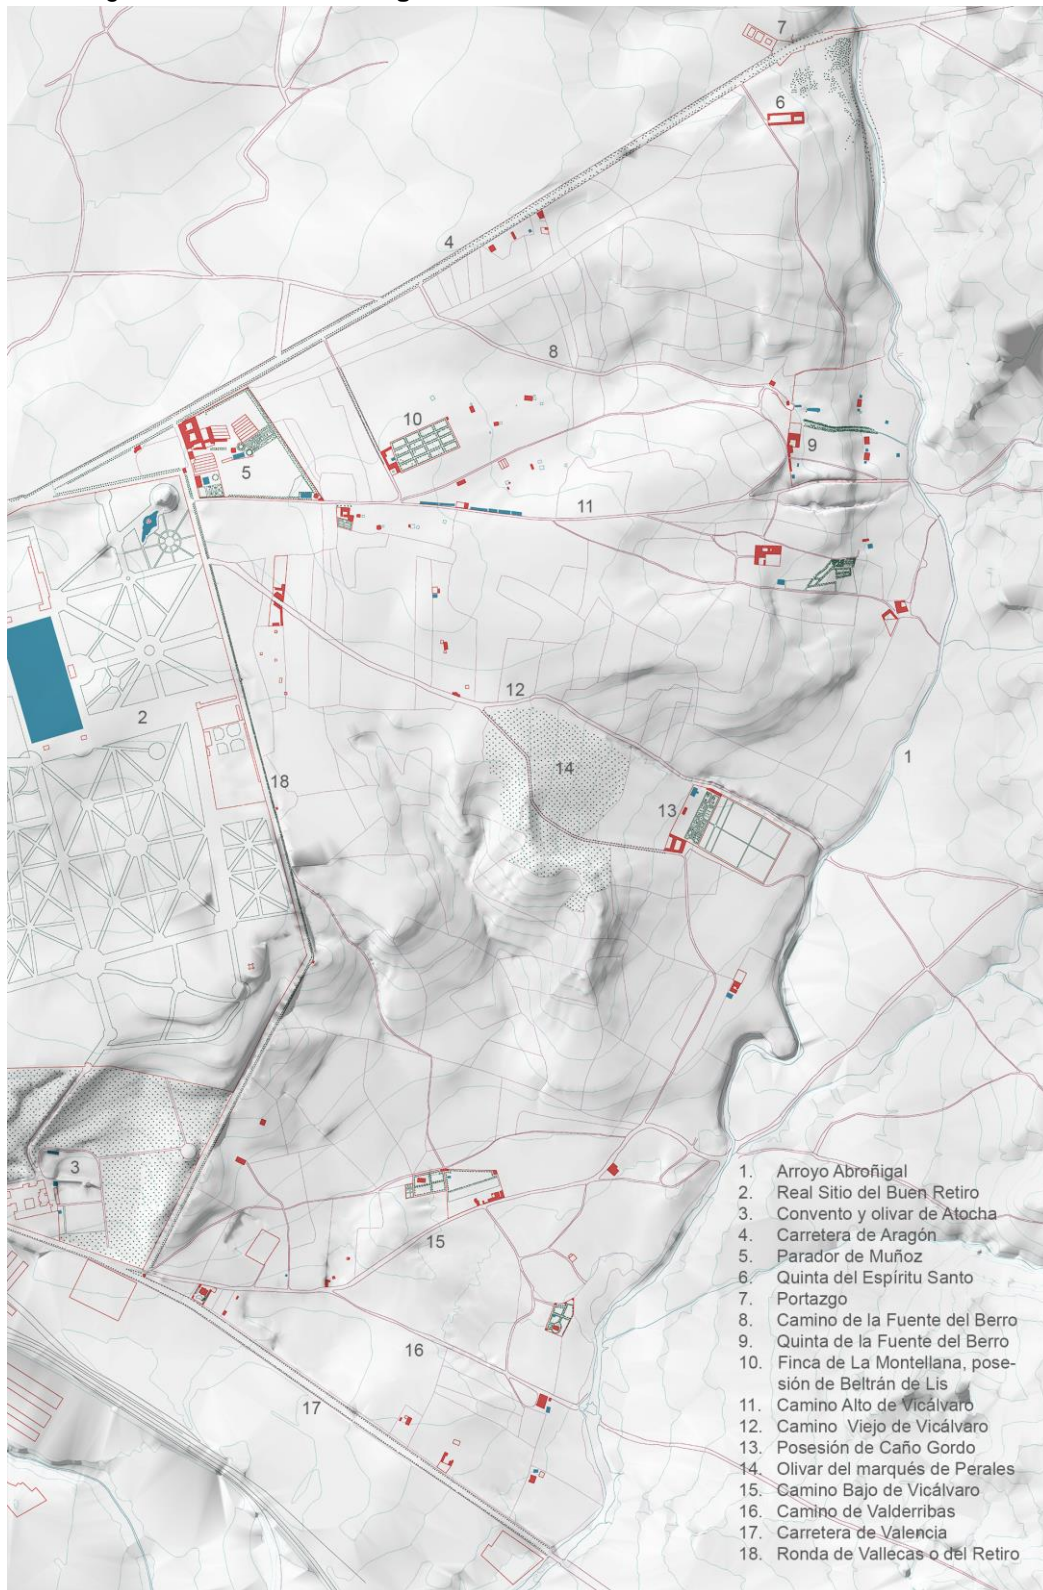 7
6
4
8
10
5
9
11
12
2
14
1
18
13
3
15
16
17
1. Arroyo Abroñigal
2. Real Sitio del Buen Retiro
3. Convento y olivar de Atocha
4. Carretera de Aragón
5. Parador de Muñoz
6. Quinta del Espíritu Santo
7. Portazgo
8. Camino de la Fuente del Berro
9. Quinta de la Fuente del Berro
10. Finca de La Montellana, pose-
sión de Beltrán de Lis
11. Camino Alto de Vicálvaro
12. Camino Viejo de Vicálvaro
13. Posesión de Caño Gordo
14. Olivar del marqués de Perales
15. Camino Bajo de Vicálvaro
16. Camino de Valderribas
17. Carretera de Valencia
18. Ronda de Vallecas o del Retiro